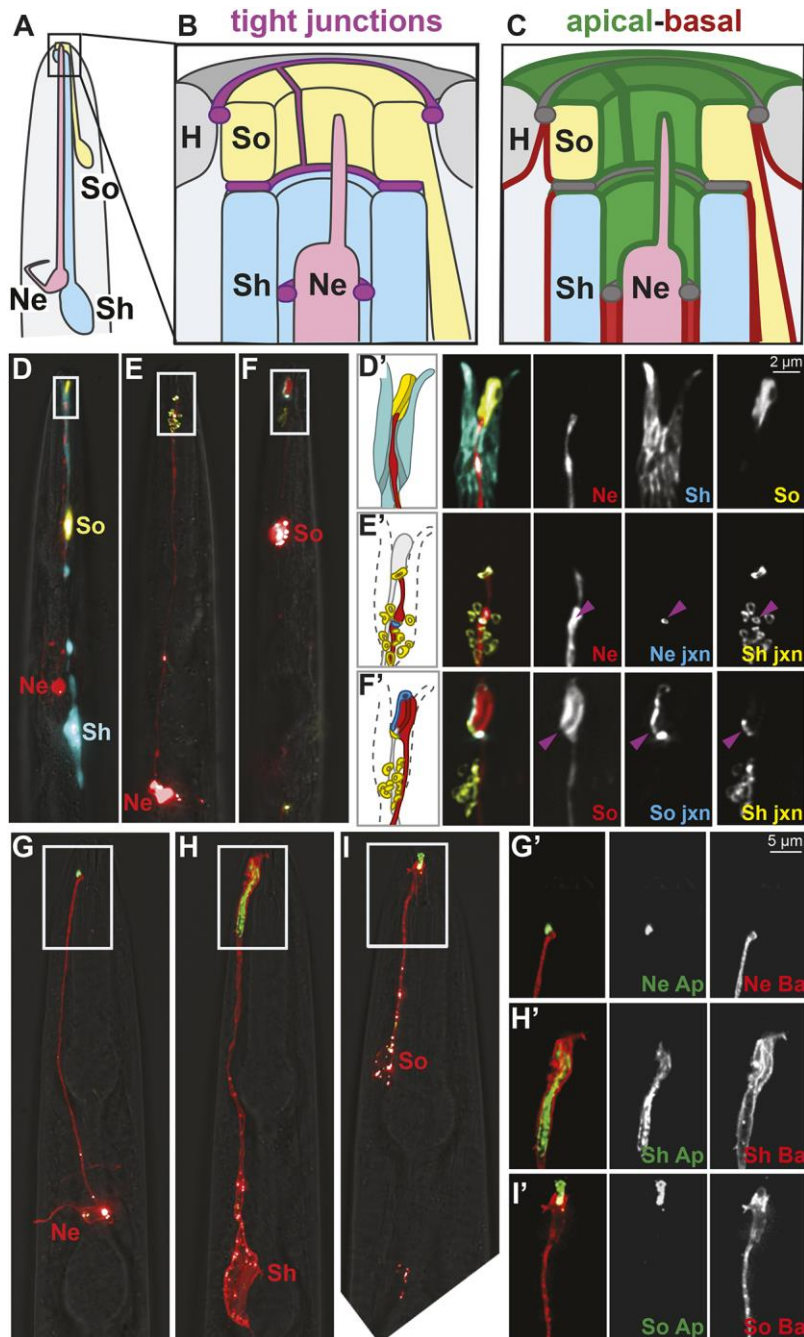 A
So
Ne
Sh
tight junctions
B
H
So
Sh
Ne
apical-basal
C
H
So
Sh
Ne
D
So
Ne
Sh
E
Ne
F
So
D'
2 µm
Ne
Sh
So
E'
Ne
Ne jxn
Sh jxn
F'
So
So jxn
Sh jxn
G
Ne
H
Sh
I
So
G'
5 µm
Ne Ap
Ne Ba
H'
Sh Ap
Sh Ba
I'
So Ap
So Ba